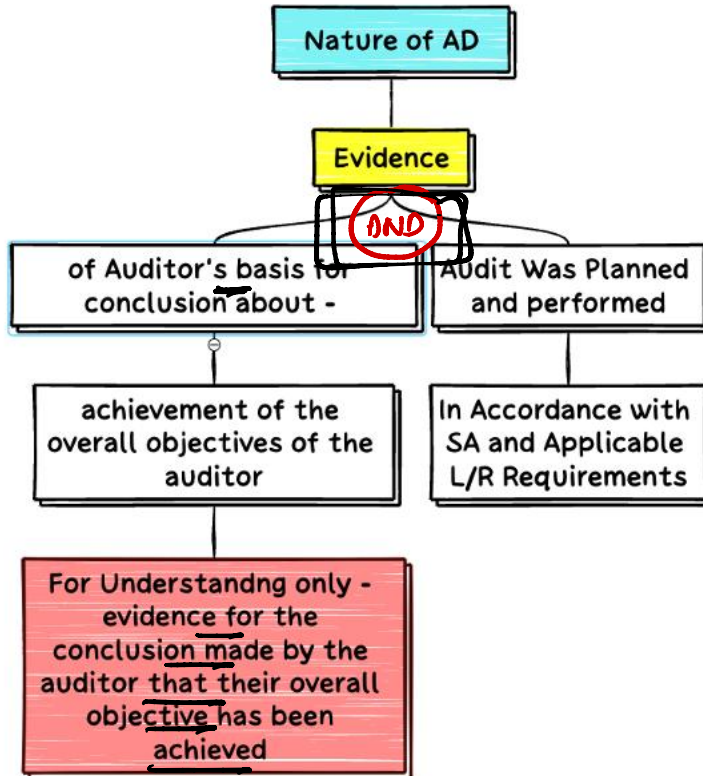 Nature of AD
Evidence
AND
of Auditor's basis for
conclusion about -
Audit Was Planned
and performed
achievement of the
overall objectives of the
auditor
In Accordance with
SA and Applicable
L/R Requirements
For Understandng only -
evidence for the
conclusion made by the
auditor that their overall
objective has been
achieved